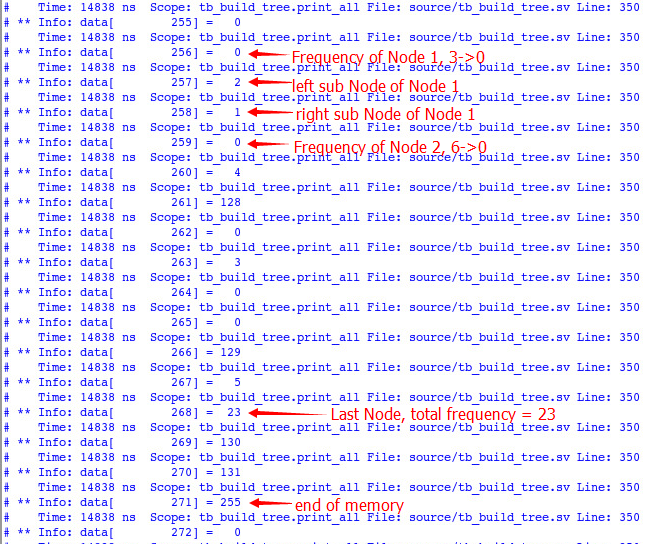 #    Time: 14838 ns  Scope: tb_build_tree.print_all File: source/tb_build_tree.sv Line: 350
# ** Info: data[        255] =   0
#    Time: 14838 ns  Scope: tb_build_tree.print_all File: source/tb_build_tree.sv Line: 350
# ** Info: data[        256] =   0 Frequency of Node 1, 3->0
#    Time: 14838 ns  Scope: tb_build_tree.print_all File: source/tb_build_tree.sv Line: 350
# ** Info: data[        257] =   2 left sub Node of Node 1
#    Time: 14838 ns  Scope: tb_build_tree.print_all File: source/tb_build_tree.sv Line: 350
# ** Info: data[        258] =   1 right sub Node of Node 1
#    Time: 14838 ns  Scope: tb_build_tree.print_all File: source/tb_build_tree.sv Line: 350
# ** Info: data[        259] =   0 Frequency of Node 2, 6->0
#    Time: 14838 ns  Scope: tb_build_tree.print_all File: source/tb_build_tree.sv Line: 350
# ** Info: data[        260] =   4
#    Time: 14838 ns  Scope: tb_build_tree.print_all File: source/tb_build_tree.sv Line: 350
# ** Info: data[        261] = 128
#    Time: 14838 ns  Scope: tb_build_tree.print_all File: source/tb_build_tree.sv Line: 350
# ** Info: data[        262] =   0
#    Time: 14838 ns  Scope: tb_build_tree.print_all File: source/tb_build_tree.sv Line: 350
# ** Info: data[        263] =   3
#    Time: 14838 ns  Scope: tb_build_tree.print_all File: source/tb_build_tree.sv Line: 350
# ** Info: data[        264] =   0
#    Time: 14838 ns  Scope: tb_build_tree.print_all File: source/tb_build_tree.sv Line: 350
# ** Info: data[        265] =   0
#    Time: 14838 ns  Scope: tb_build_tree.print_all File: source/tb_build_tree.sv Line: 350
# ** Info: data[        266] = 129
#    Time: 14838 ns  Scope: tb_build_tree.print_all File: source/tb_build_tree.sv Line: 350
# ** Info: data[        267] =   5
#    Time: 14838 ns  Scope: tb_build_tree.print_all File: source/tb_build_tree.sv Line: 350
# ** Info: data[        268] =  23 Last Node, total frequency = 23
#    Time: 14838 ns  Scope: tb_build_tree.print_all File: source/tb_build_tree.sv Line: 350
# ** Info: data[        269] = 130
#    Time: 14838 ns  Scope: tb_build_tree.print_all File: source/tb_build_tree.sv Line: 350
# ** Info: data[        270] = 131
#    Time: 14838 ns  Scope: tb_build_tree.print_all File: source/tb_build_tree.sv Line: 350
# ** Info: data[        271] = 255 end of memory
#    Time: 14838 ns  Scope: tb_build_tree.print_all File: source/tb_build_tree.sv Line: 350
# ** Info: data[        272] =   0